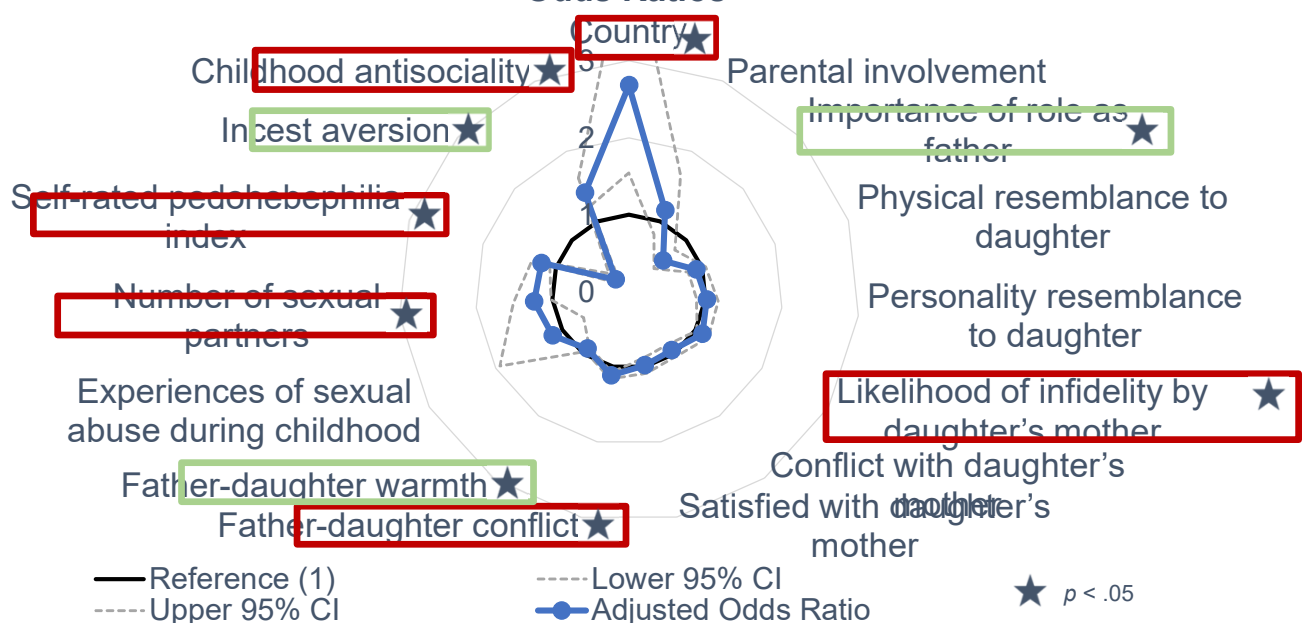 Odds Ratios
Country
3
Childhood antisociality
Parental involvement
Incest aversion
Importance of role as
father
2
Self-rated pedohebephilia
index
Physical resemblance to
daughter
1
0
Number of sexual
partners
Personality resemblance
to daughter
Experiences of sexual
abuse during childhood
Likelihood of infidelity by
daughter's mother
Conflict with daughter's
mother
Father-daughter warmth
Satisfied with daughter's
mother
Father-daughter conflict
Reference (1)
Lower 95% CI
Upper 95% CI
Adjusted Odds Ratio
p < .05